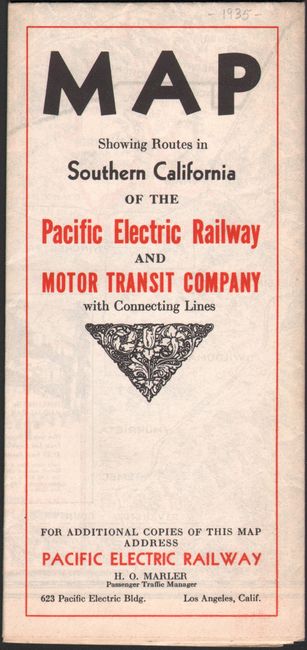 - 1935 -
MAP
Showing Routes in
Southern California
OF THE
Pacific Electric Railway
AND
MOTOR TRANSIT COMPANY
with Connecting Lines
FOR ADDITIONAL COPIES OF THIS MAP
ADDRESS
PACIFIC ELECTRIC RAILWAY
H. O. MARLER
Passenger Traffic Manager
623 Pacific Electric Bldg. Los Angeles, Calif.